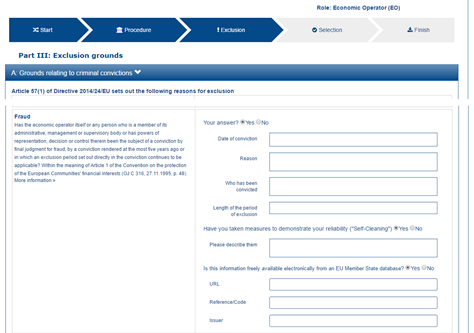 Role: Economic Operator (EO)
Start
Procedure
Exclusion
Selection
Finish
Part III: Exclusion grounds
A: Grounds relating to criminal convictions
Article 57(1) of Directive 2014/24/EU sets out the following reasons for exclusion
Fraud
Has the economic operator itself or any person who is a member of its
administrative, management or supervisory body or has powers of
representation, decision or control therein been the subject of a conviction by
final judgment for fraud, by a conviction rendered at the most five years ago or
in which an exclusion period set out directly in the conviction continues to be
applicable? Within the meaning of Article 1 of the Convention on the protection
of the European Communities' financial interests (OJ C 316, 27.11.1995, p. 48).
More information »
Your answer? Yes No
Date of conviction
Reason
Who has been
convicted
Length of the period
of exclusion
Have you taken measures to demonstrate your reliability ("Self-Cleaning") Yes No
Please describe them
Is this information freely available electronically from an EU Member State database? Yes No
URL
Reference/Code
Issuer